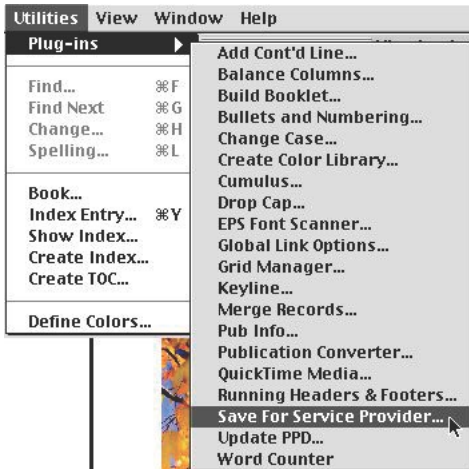 Utilities View Window Help
Plug-ins
Find... ⌘F
Find Next ⌘G
Change... ⌘H
Spelling... ⌘L
Book...
Index Entry... ⌘Y
Show Index...
Create Index...
Create TOC...
Define Colors...
Add Cont'd Line...
Balance Columns...
Build Booklet...
Bullets and Numbering...
Change Case...
Create Color Library...
Cumulus...
Drop Cap...
EPS Font Scanner...
Global Link Options...
Grid Manager...
Keyline...
Merge Records...
Pub Info...
Publication Converter...
QuickTime Media...
Running Headers & Footers...
Save For Service Provider...
Update PPD...
Word Counter